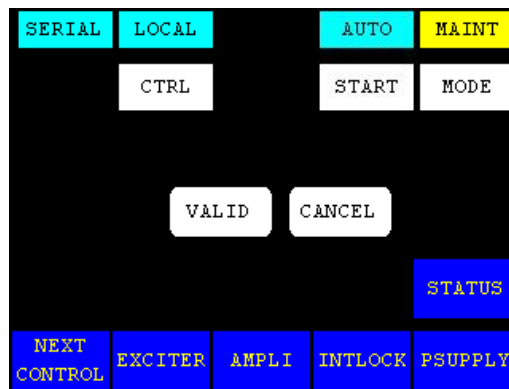 SERIAL LOCAL AUTO MAINT
CTRL START MODE
VALID CANCEL
STATUS
NEXT
CONTROL EXCITER AMPLI INTLOCK PSUPPLY